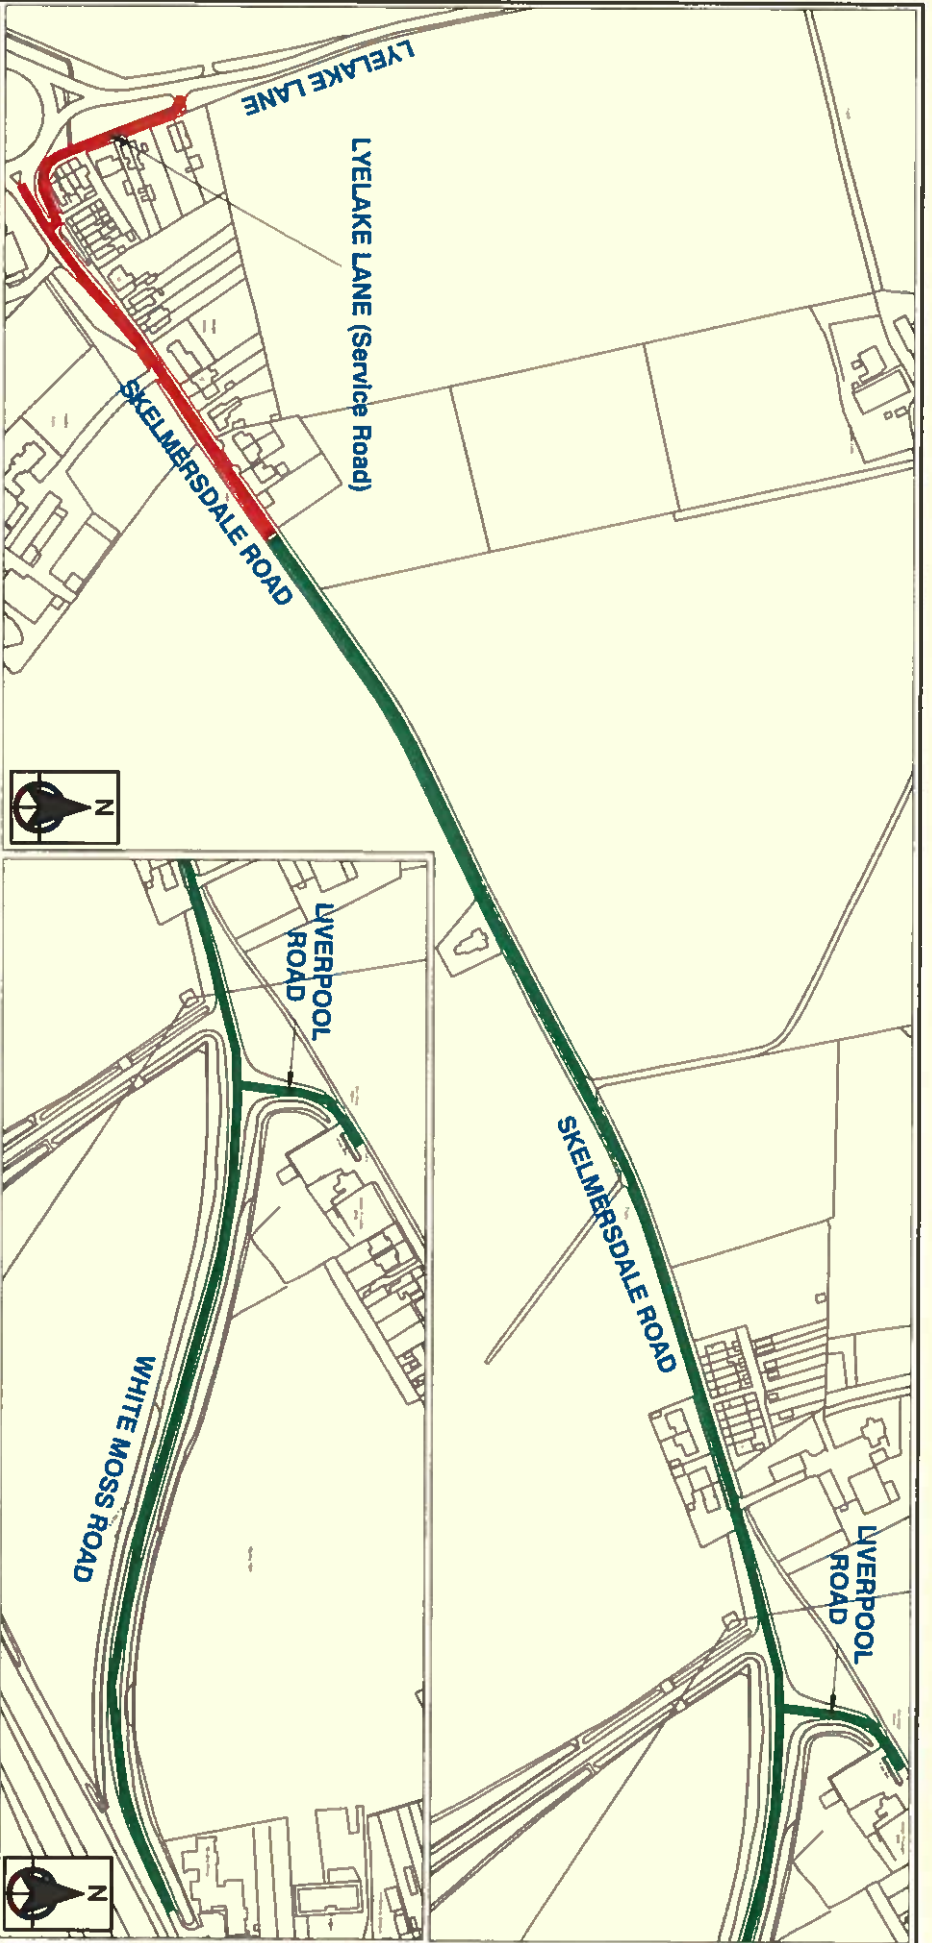 LYELAKE LANE
LYELAKE LANE (Service Road)
SKELMERSDALE ROAD
SKELMERSDALE ROAD
LIVERPOOL
ROAD
N
LIVERPOOL
ROAD
WHITE MOSS ROAD
N